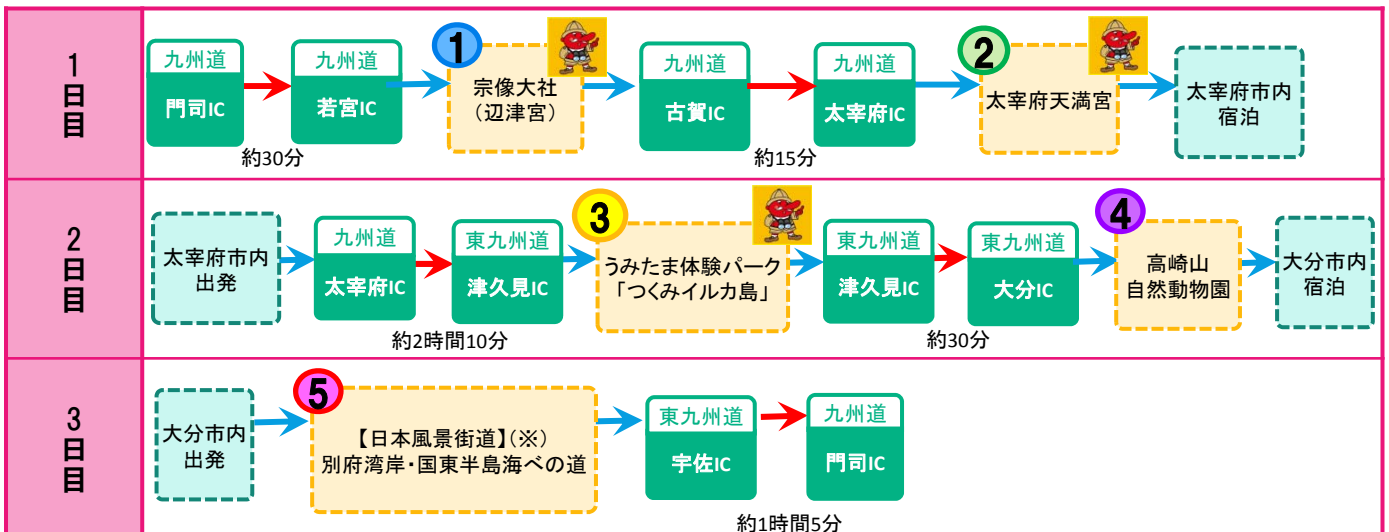 1日目
九州道
門司IC
九州道
若宮IC
約30分
1
宗像大社
(辺津宮)
九州道
古賀IC
九州道
太宰府IC
約15分
2
太宰府天満宮
太宰府市内
宿泊
2日目
太宰府市内
出発
九州道
太宰府IC
東九州道
津久見IC
約2時間10分
3
うみたま体験パーク
「つくみイルカ島」
東九州道
津久見IC
東九州道
大分IC
約30分
4
高崎山
自然動物園
大分市内
宿泊
3日目
大分市内
出発
5
【日本風景街道】(※)
別府湾岸・国東半島海べの道
東九州道
宇佐IC
九州道
門司IC
約1時間5分